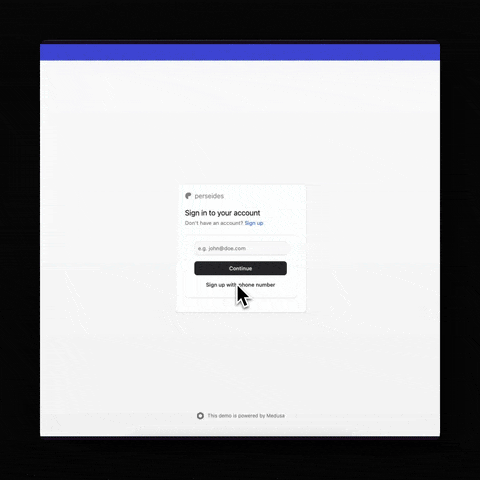 perseides
Sign in to your account
Don't have an account? Sign up
e.g. john@doe.com
Continue
Sign up with phone number
This demo is powered by Medusa